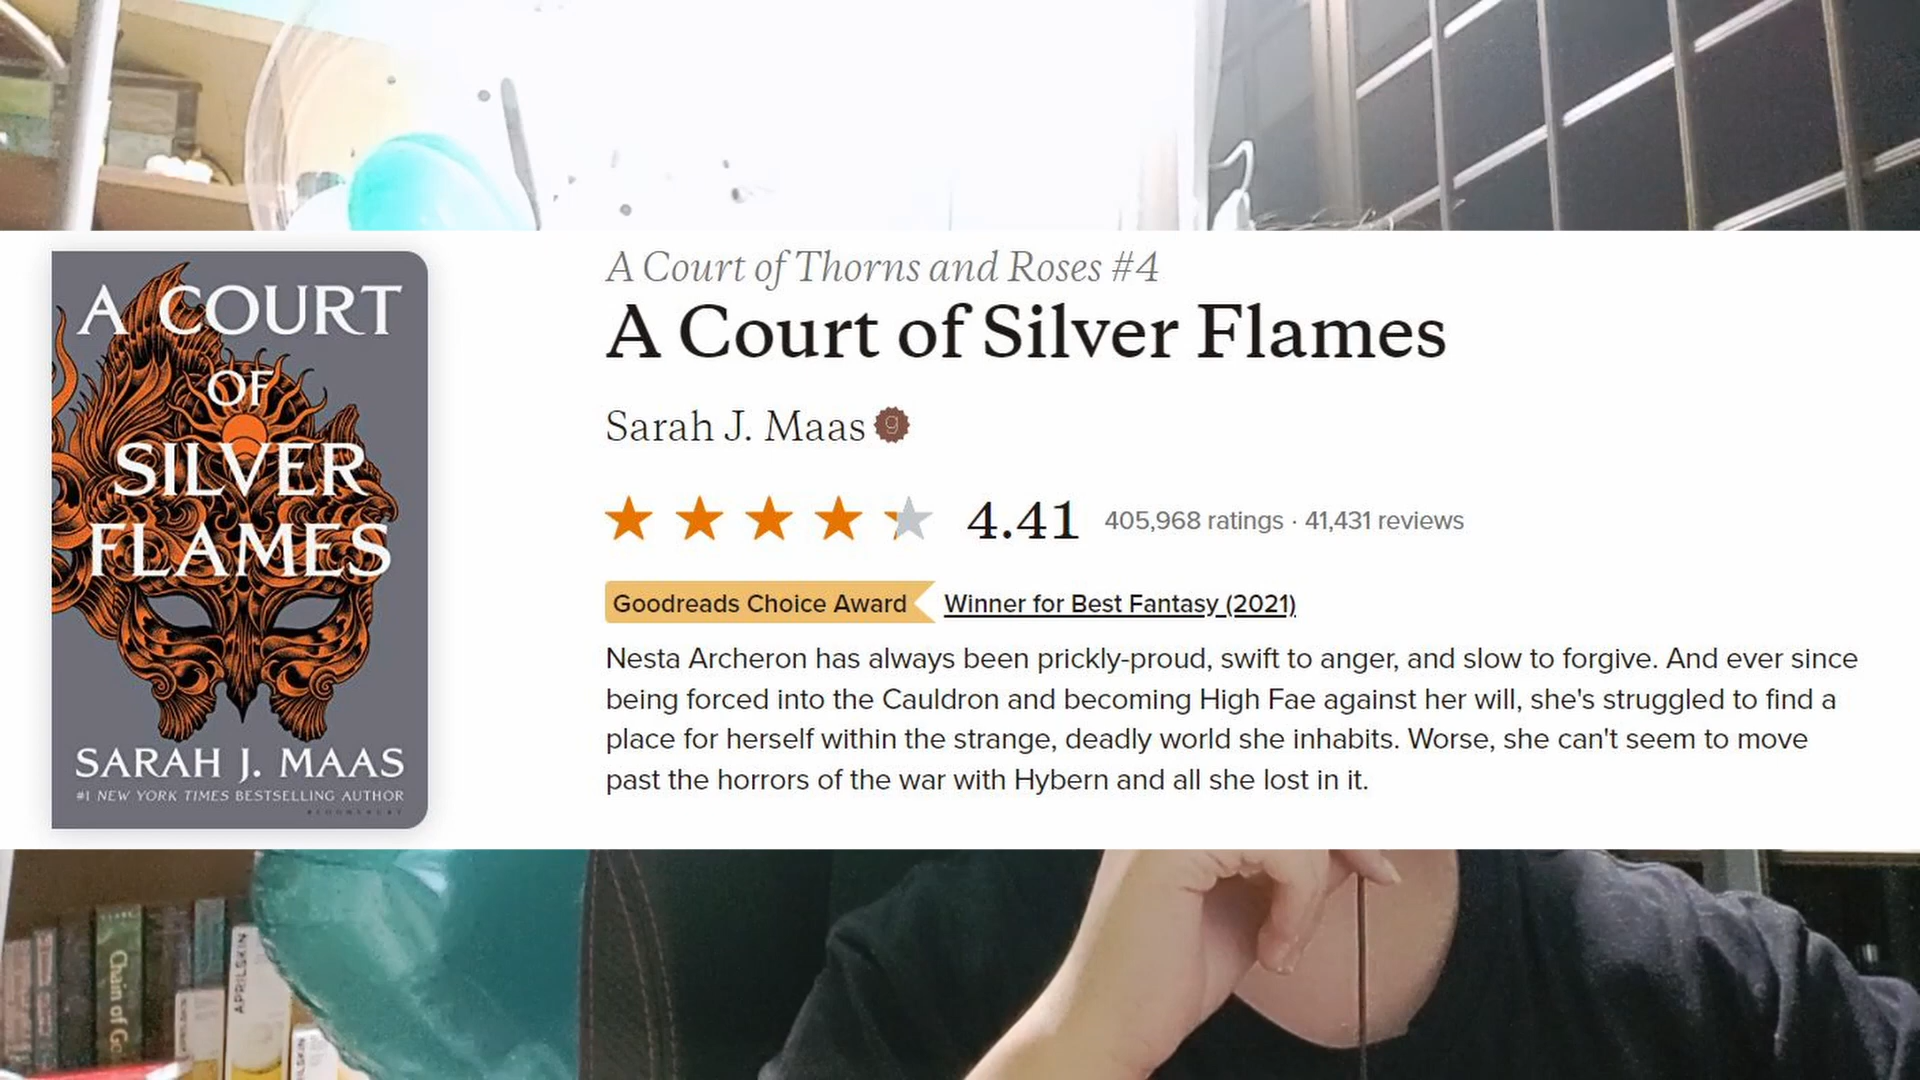 A Court of Thorns and Roses #4
A Court of Silver Flames
Sarah J. Maas
4.41 405,968 ratings · 41,431 reviews
Goodreads Choice Award Winner for Best Fantasy (2021)
Nesta Archeron has always been prickly-proud, swift to anger, and slow to forgive. And ever since
being forced into the Cauldron and becoming High Fae against her will, she's struggled to find a
place for herself within the strange, deadly world she inhabits. Worse, she can't seem to move
past the horrors of the war with Hybern and all she lost in it.
A COURT
OF
SILVER
FLAMES
SARAH J. MAAS
#1 NEW YORK TIMES BESTSELLING AUTHOR
Chain of
APRILSKIN